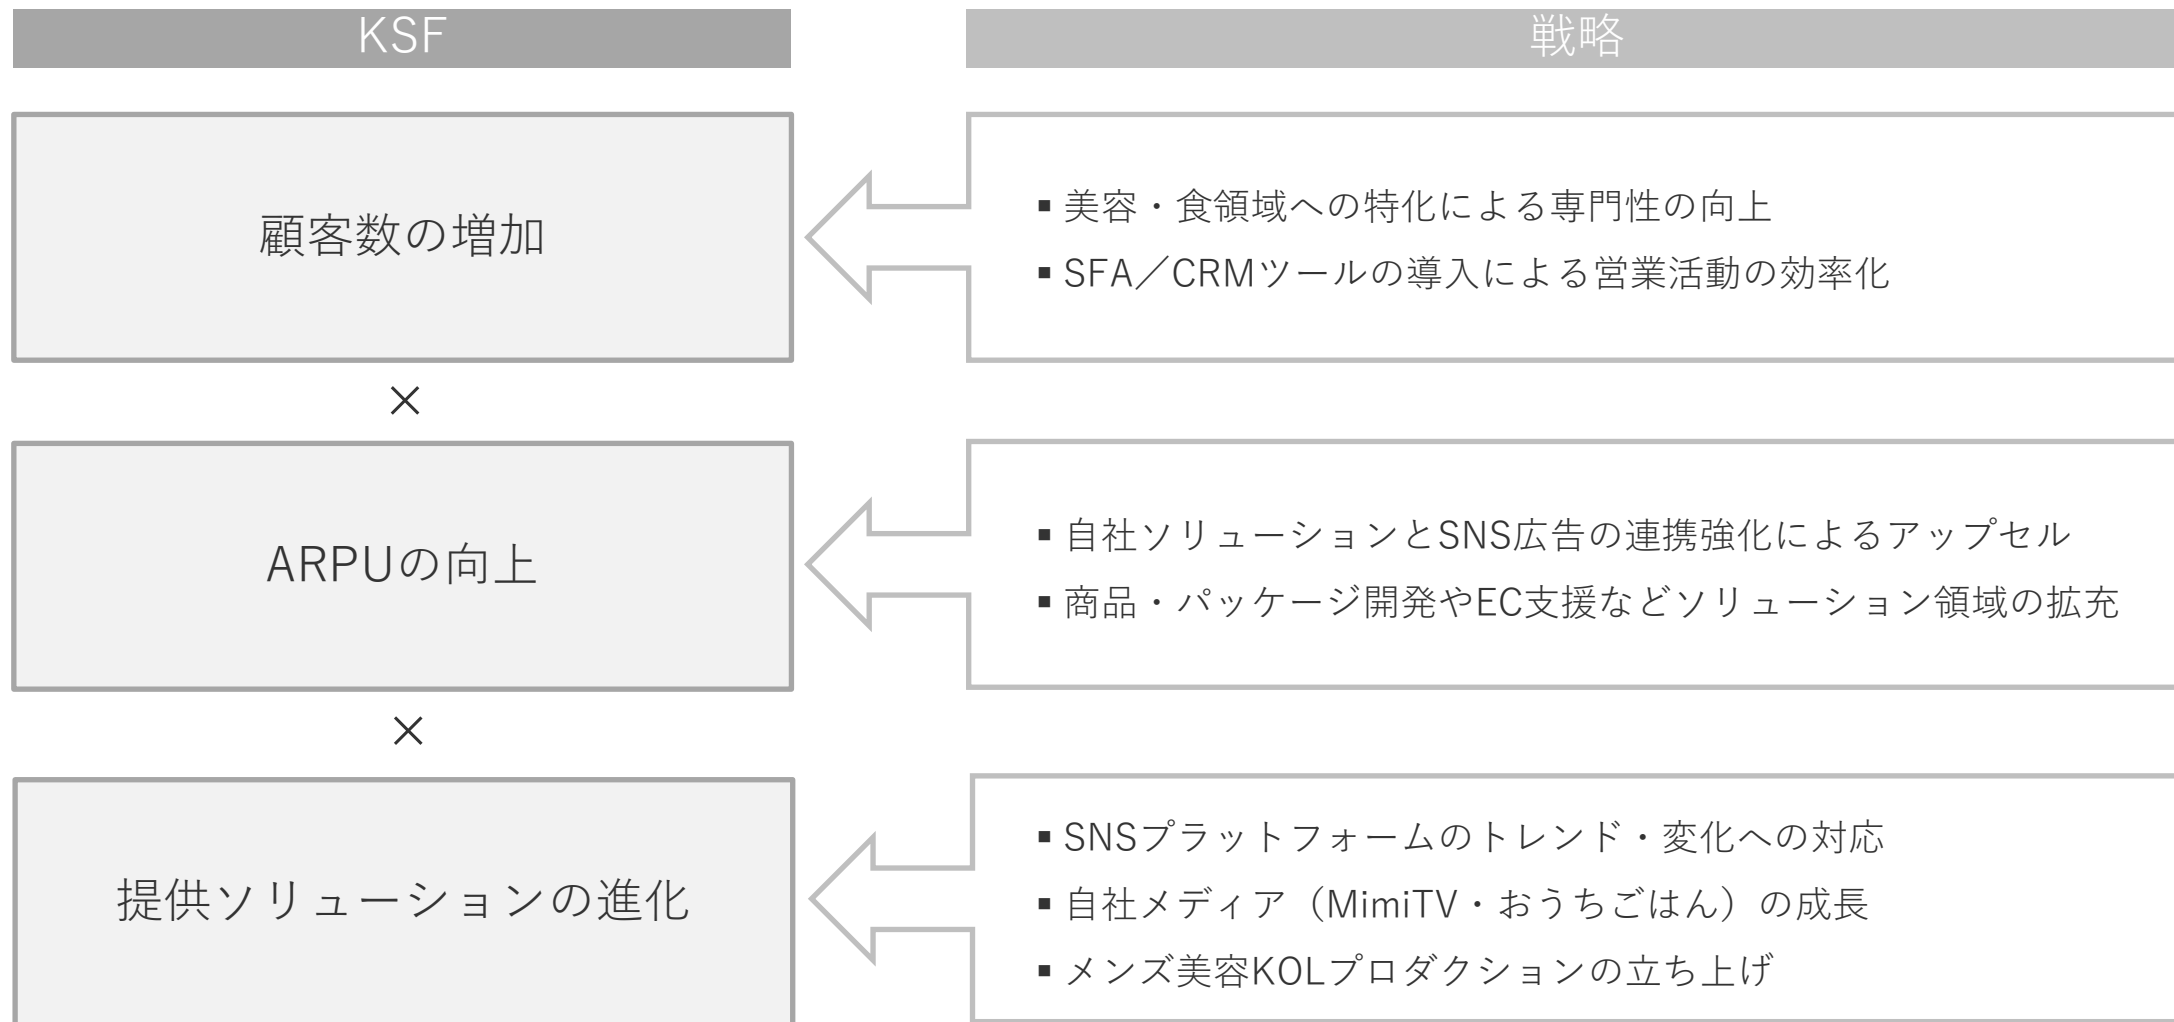 KSF
戦略
顧客数の増加
▪ 美容・食領域への特化による専門性の向上
▪ SFA／CRMツールの導入による営業活動の効率化
×
ARPUの向上
▪ 自社ソリューションとSNS広告の連携強化によるアップセル
▪ 商品・パッケージ開発やEC支援などソリューション領域の拡充
×
提供ソリューションの進化
▪ SNSプラットフォームのトレンド・変化への対応
▪ 自社メディア（MimiTV・おうちごはん）の成長
▪ メンズ美容KOLプロダクションの立ち上げ